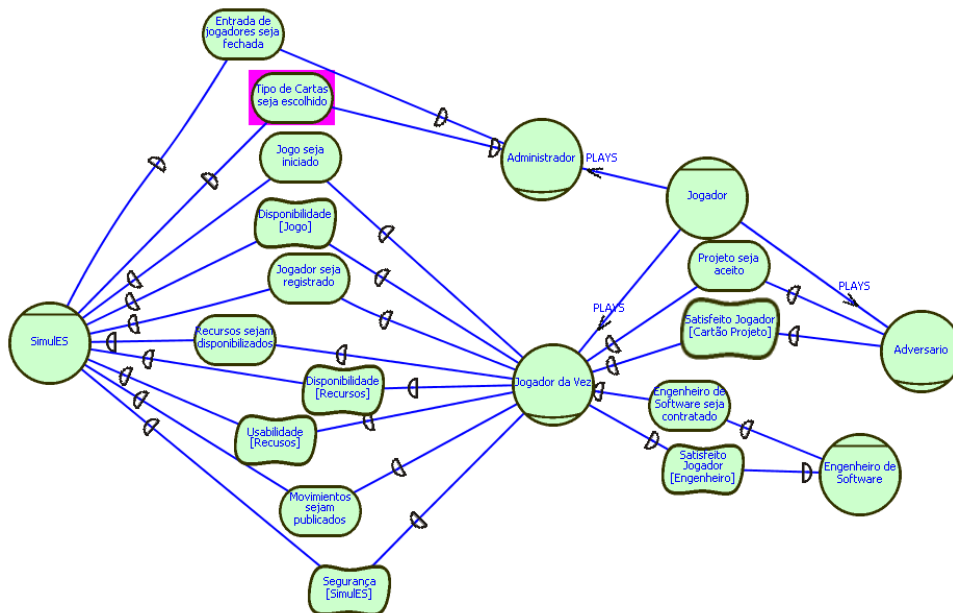 Entrada de
jogadores seja
fechada
Tipo de Cartas
seja escolhido
Jogo seja
iniciado
Administrador
PLAYS
Jogador
Disponibilidade
[Jogo]
Projeto seja
aceito
Jogador seja
registrado
PLAYS
PLAYS
Satisfeito Jogador
[Cartão Projeto]
SimulES
Recursos sejam
disponibilizados
Adversario
Disponibilidade
[Recursos]
Jogador da Vez
Engenheiro de
Software seja
contratado
Usabilidade
[Recusos]
Satisfeito
Jogador
[Engenheiro]
Engenheiro de
Software
Movimientos
sejam
publicados
Segurança
[SimulES]